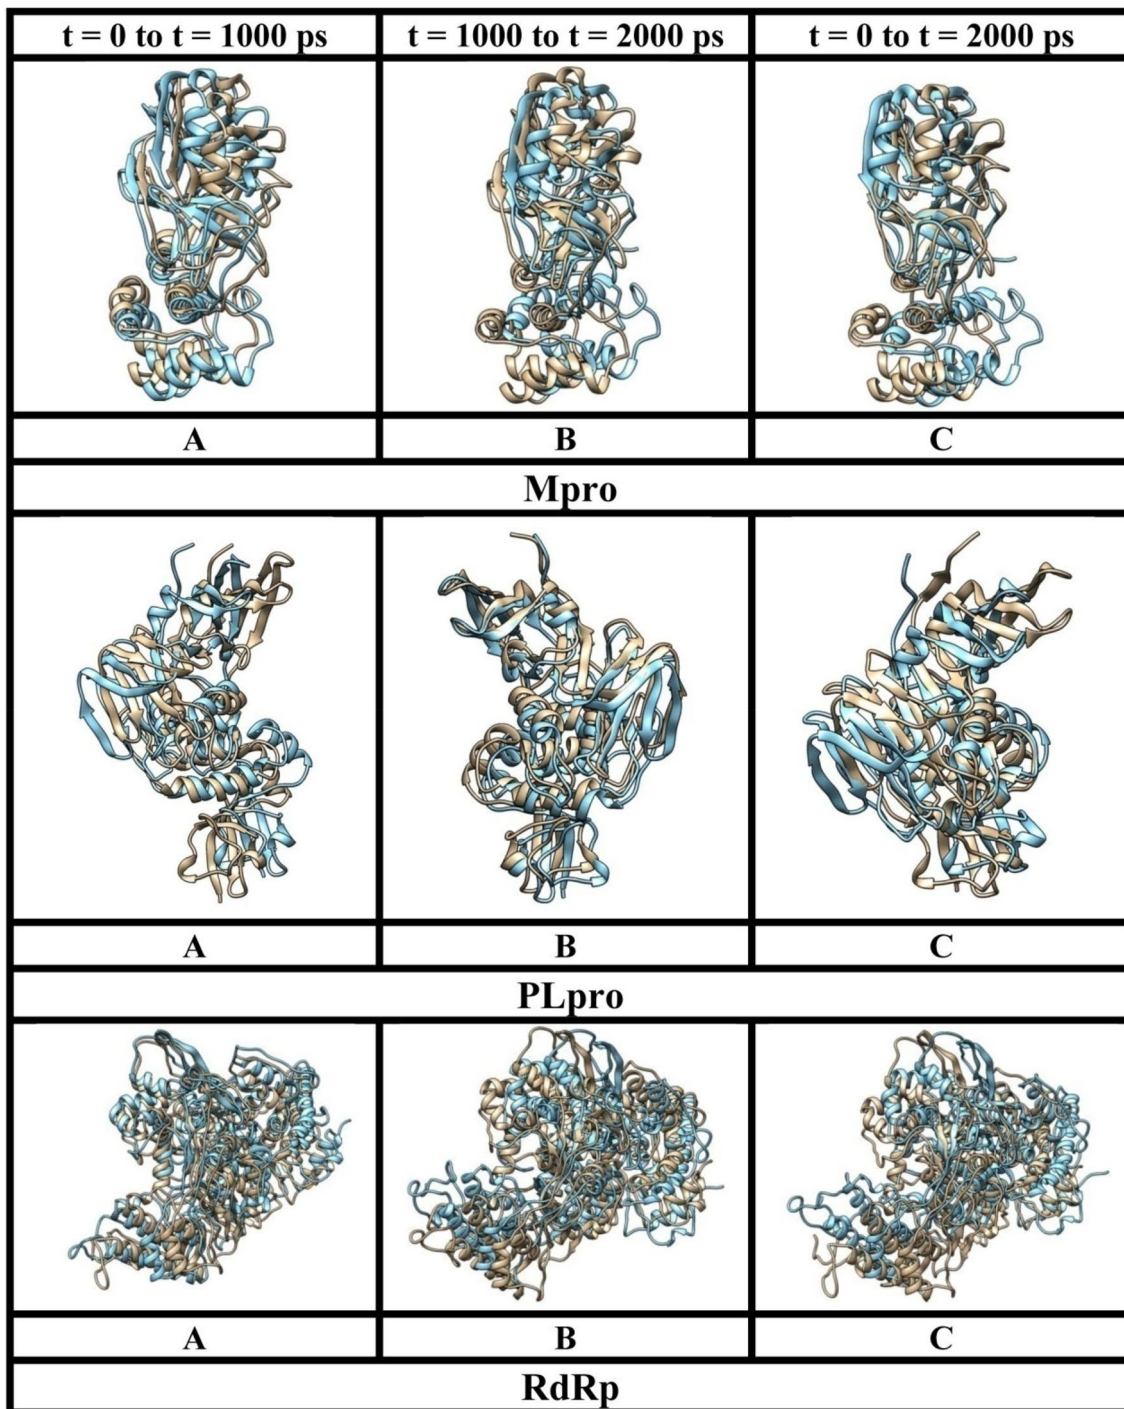 t = 0 to t = 1000 ps t = 1000 to t = 2000 ps t = 0 to t = 2000 ps
A B C
Mpro
A B C
PLpro
A B C
RdRp